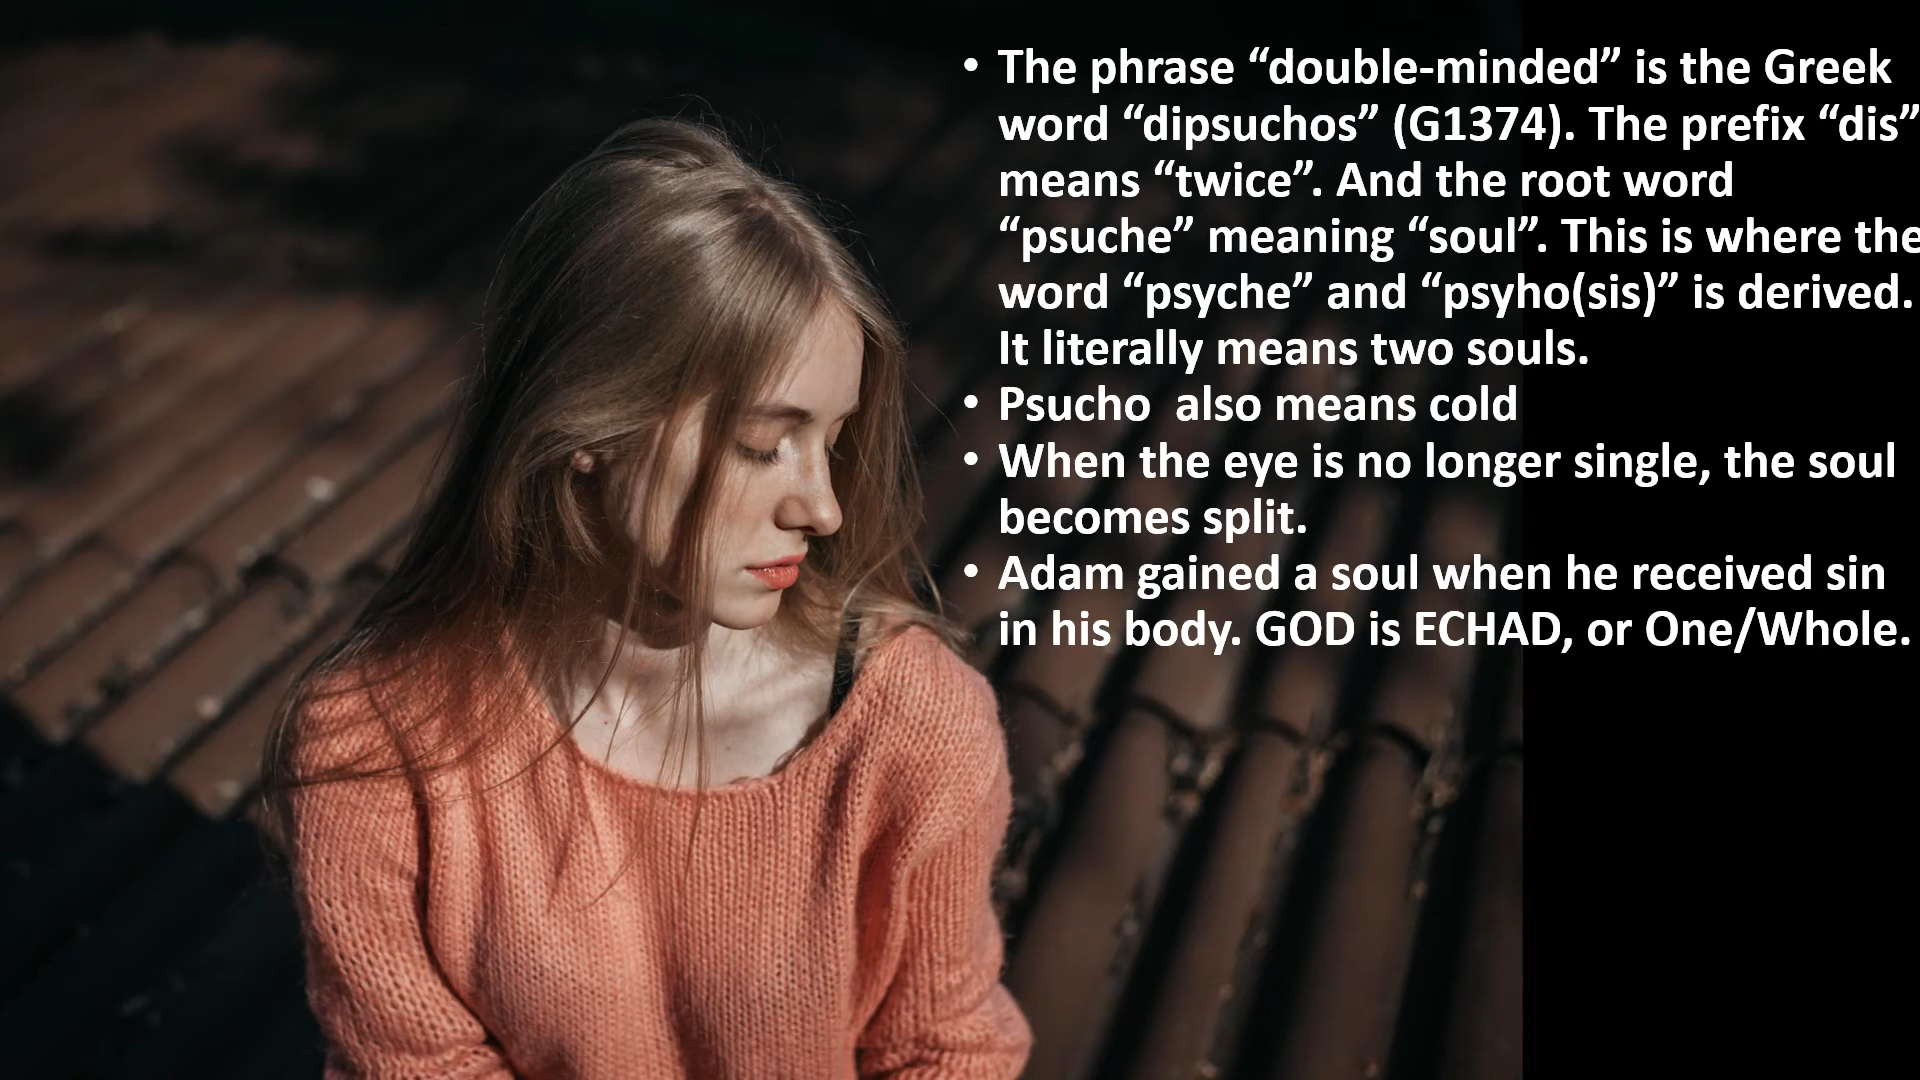 • The phrase “double-minded” is the Greek
word “dipsuchos” (G1374). The prefix “dis”
means “twice”. And the root word
“psuche” meaning “soul”. This is where the
word “psyche” and “psyho(sis)” is derived.
It literally means two souls.
• Psucho  also means cold
• When the eye is no longer single, the soul
becomes split.
• Adam gained a soul when he received sin
in his body. GOD is ECHAD, or One/Whole.